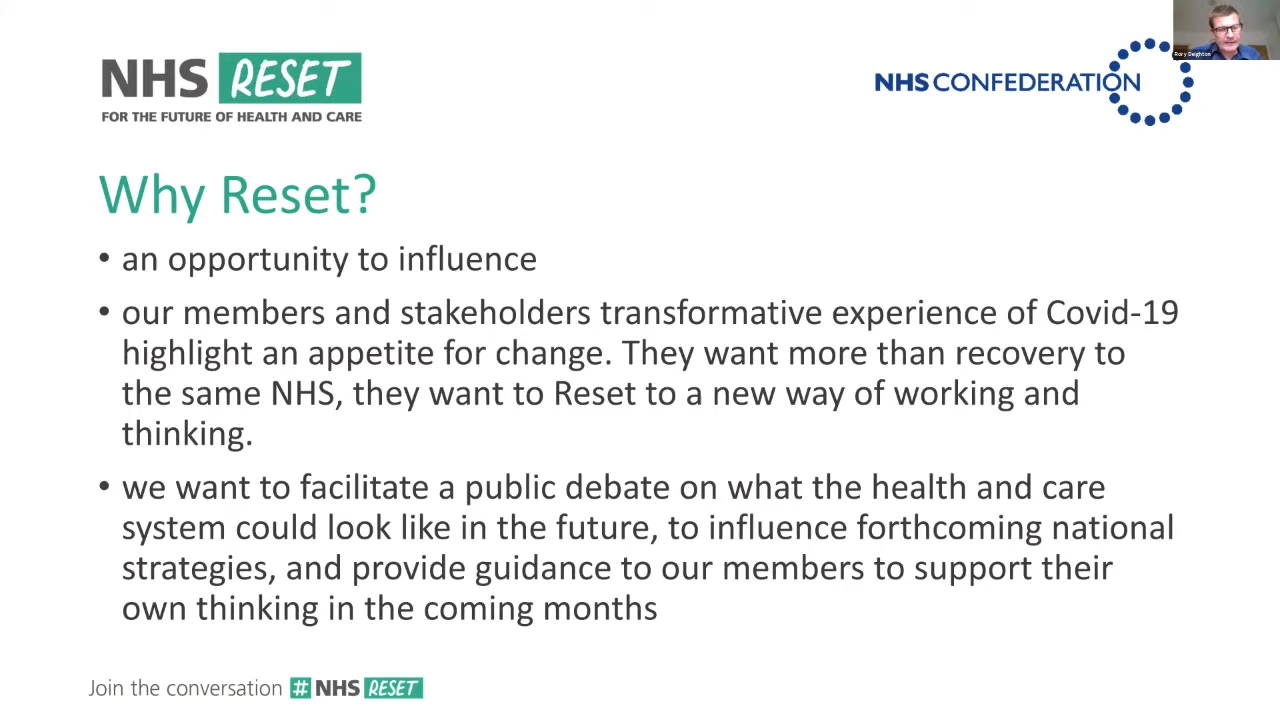 NHS RESET
FOR THE FUTURE OF HEALTH AND CARE
NHS CONFEDERATION
Rory Deighton
Why Reset?
• an opportunity to influence
• our members and stakeholders transformative experience of Covid-19
highlight an appetite for change. They want more than recovery to
the same NHS, they want to Reset to a new way of working and
thinking.
• we want to facilitate a public debate on what the health and care
system could look like in the future, to influence forthcoming national
strategies, and provide guidance to our members to support their
own thinking in the coming months
Join the conversation # NHS RESET